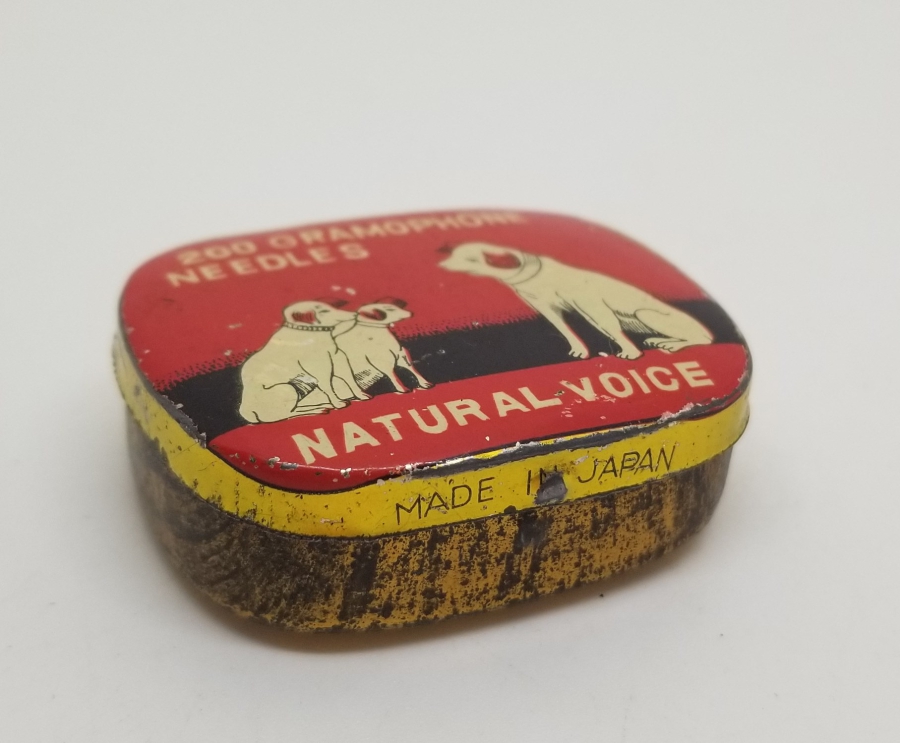 200 GRAMOPHONE
NEEDLES
NATURAL VOICE
MADE IN JAPAN